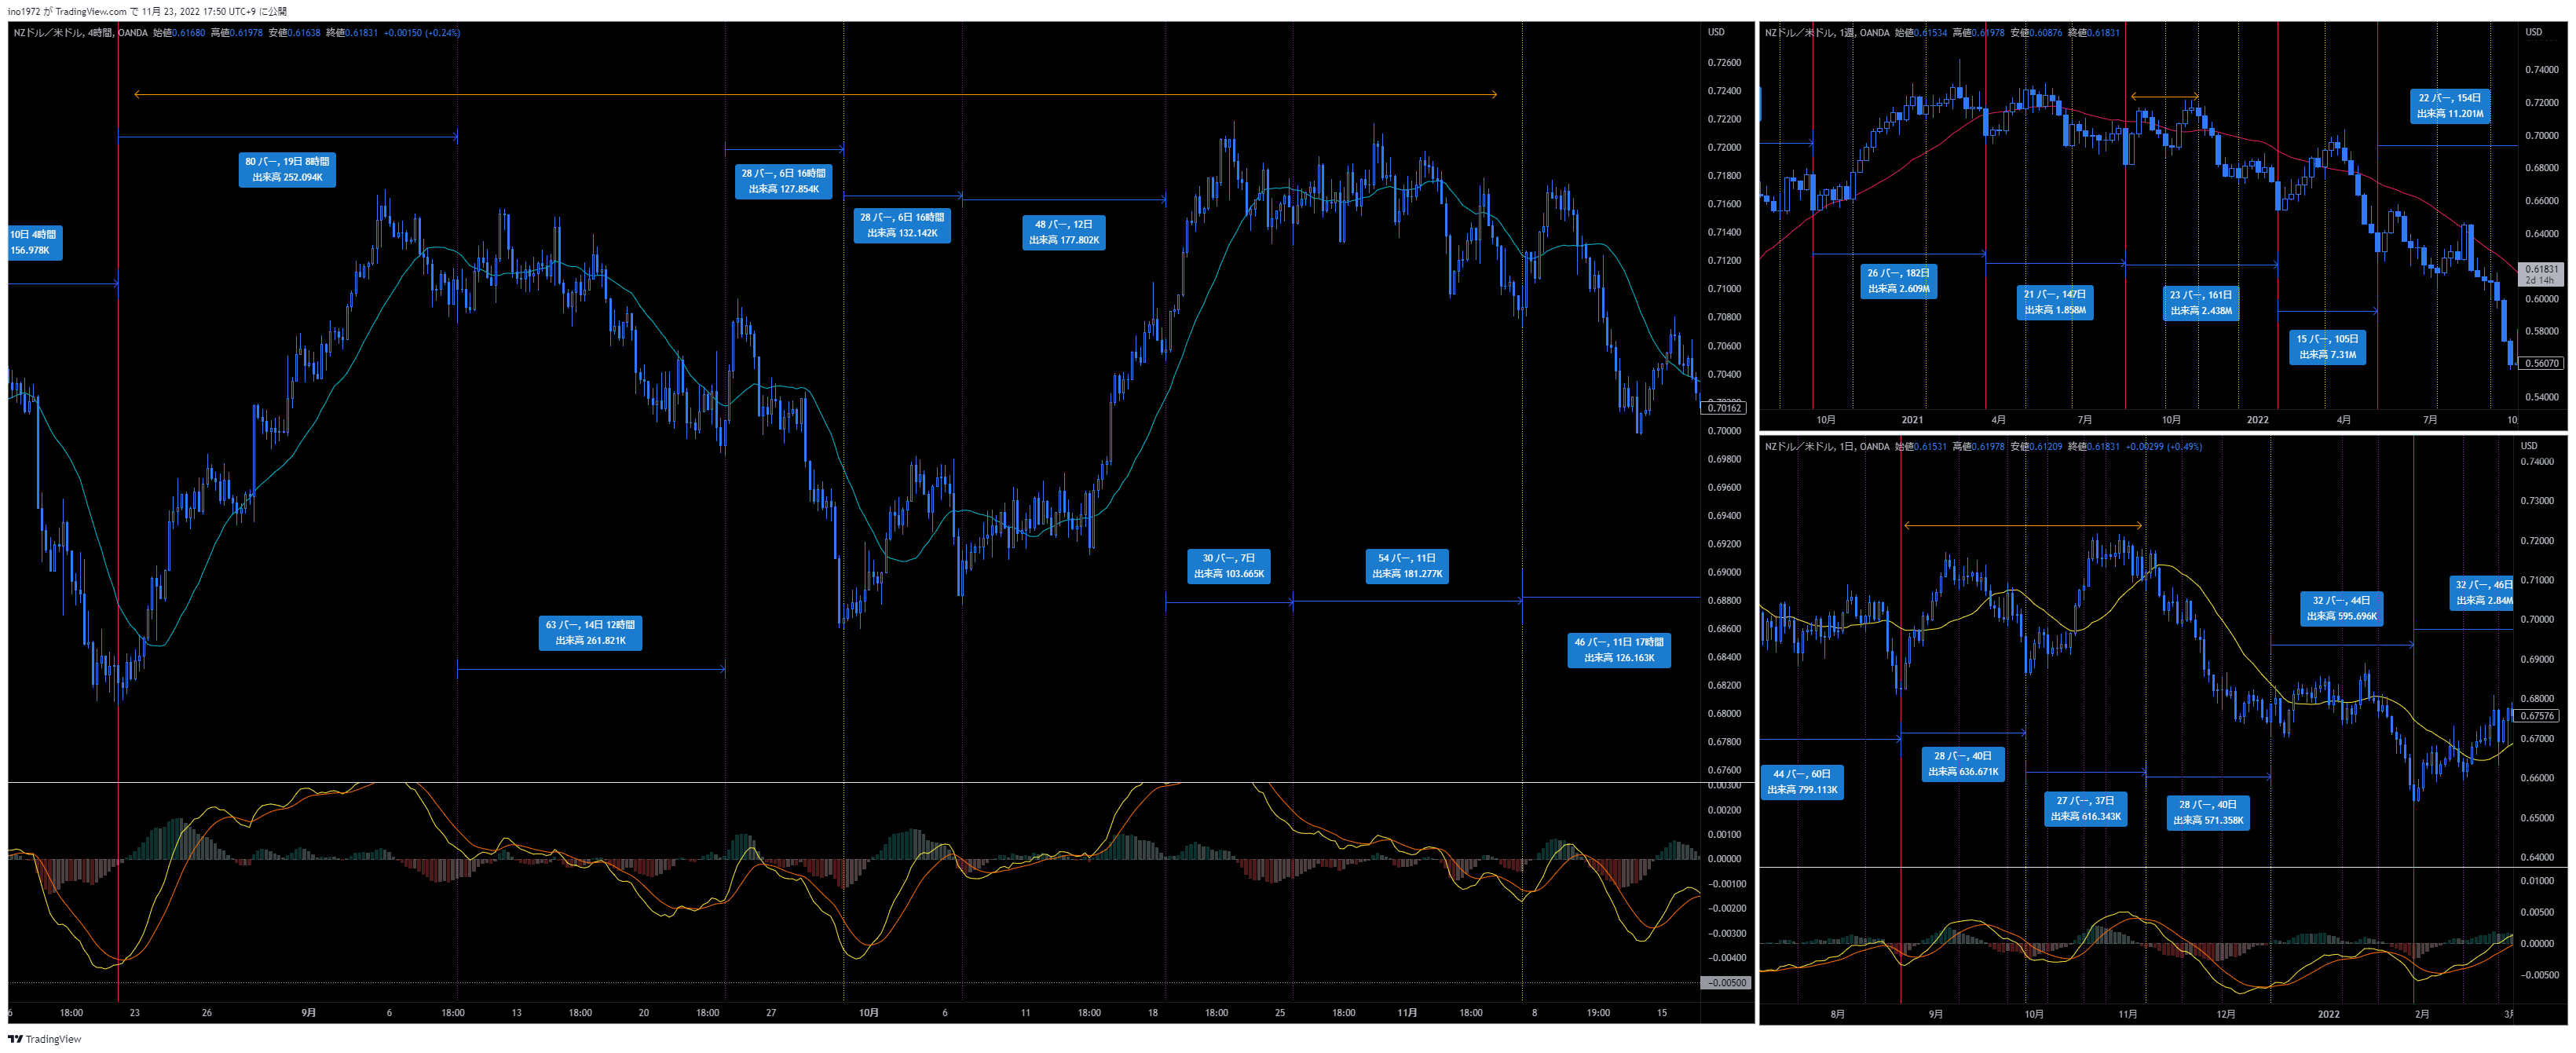 ino1972 が TradingView.com で 11月 23, 2022 17:50 UTC+9 に公開
NZドル／米ドル, 4時間, OANDA 始値0.61680 高値0.61978 安値0.61638 終値0.61831 +0.00150 (+0.24%)
USD
0.72600
0.72400
0.72200
0.72000
0.71800
0.71600
0.71400
0.71200
0.71000
0.70800
0.70600
0.70400
0.70162
0.70000
0.69800
0.69600
0.69400
0.69200
0.69000
0.68800
0.68600
0.68400
0.68200
0.68000
0.67800
0.67600
10日 4時間
156.978K
80 バー, 19日 8時間
出来高 252.094K
63 バー, 14日 12時間
出来高 261.821K
28 バー, 6日 16時間
出来高 127.854K
28 バー, 6日 16時間
出来高 132.142K
48 バー, 12日
出来高 177.802K
30 バー, 7日
出来高 103.665K
54 バー, 11日
出来高 181.277K
46 バー, 11日 17時間
出来高 126.163K
0.00300
0.00200
0.00100
0.00000
−0.00100
−0.00200
−0.00300
−0.00400
−0.00500
6 18:00 23 26 9月 6 18:00 13 18:00 20 18:00 27 10月 6 11 18:00 18 18:00 25 18:00 11月 18:00 8 19:00 15
NZドル／米ドル, 1週, OANDA 始値0.61534 高値0.61978 安値0.60876 終値0.61831
USD
0.74000
0.72000
0.70000
0.68000
0.66000
0.64000
0.61831
2d 14h
0.60000
0.58000
0.56070
0.54000
26 バー, 182日
出来高 2.609M
21 バー, 147日
出来高 1.858M
23 バー, 161日
出来高 2.438M
15 バー, 105日
出来高 7.31M
22 バー, 154日
出来高 11.201M
10月 2021 4月 7月 10月 2022 4月 7月
NZドル／米ドル, 1日, OANDA 始値0.61531 高値0.61978 安値0.61209 終値0.61831 +0.00299 (+0.49%)
USD
0.74000
0.73000
0.72000
0.71000
0.70000
0.69000
0.68000
0.67576
0.67000
0.66000
0.65000
0.64000
44 バー, 60日
出来高 799.113K
28 バー, 40日
出来高 636.671K
27 バー, 37日
出来高 616.343K
28 バー, 40日
出来高 571.358K
32 バー, 44日
出来高 595.696K
32 バー, 46日
出来高 2.84M
0.01000
0.00500
0.00000
−0.00500
8月 9月 10月 11月 12月 2022 2月
TradingView